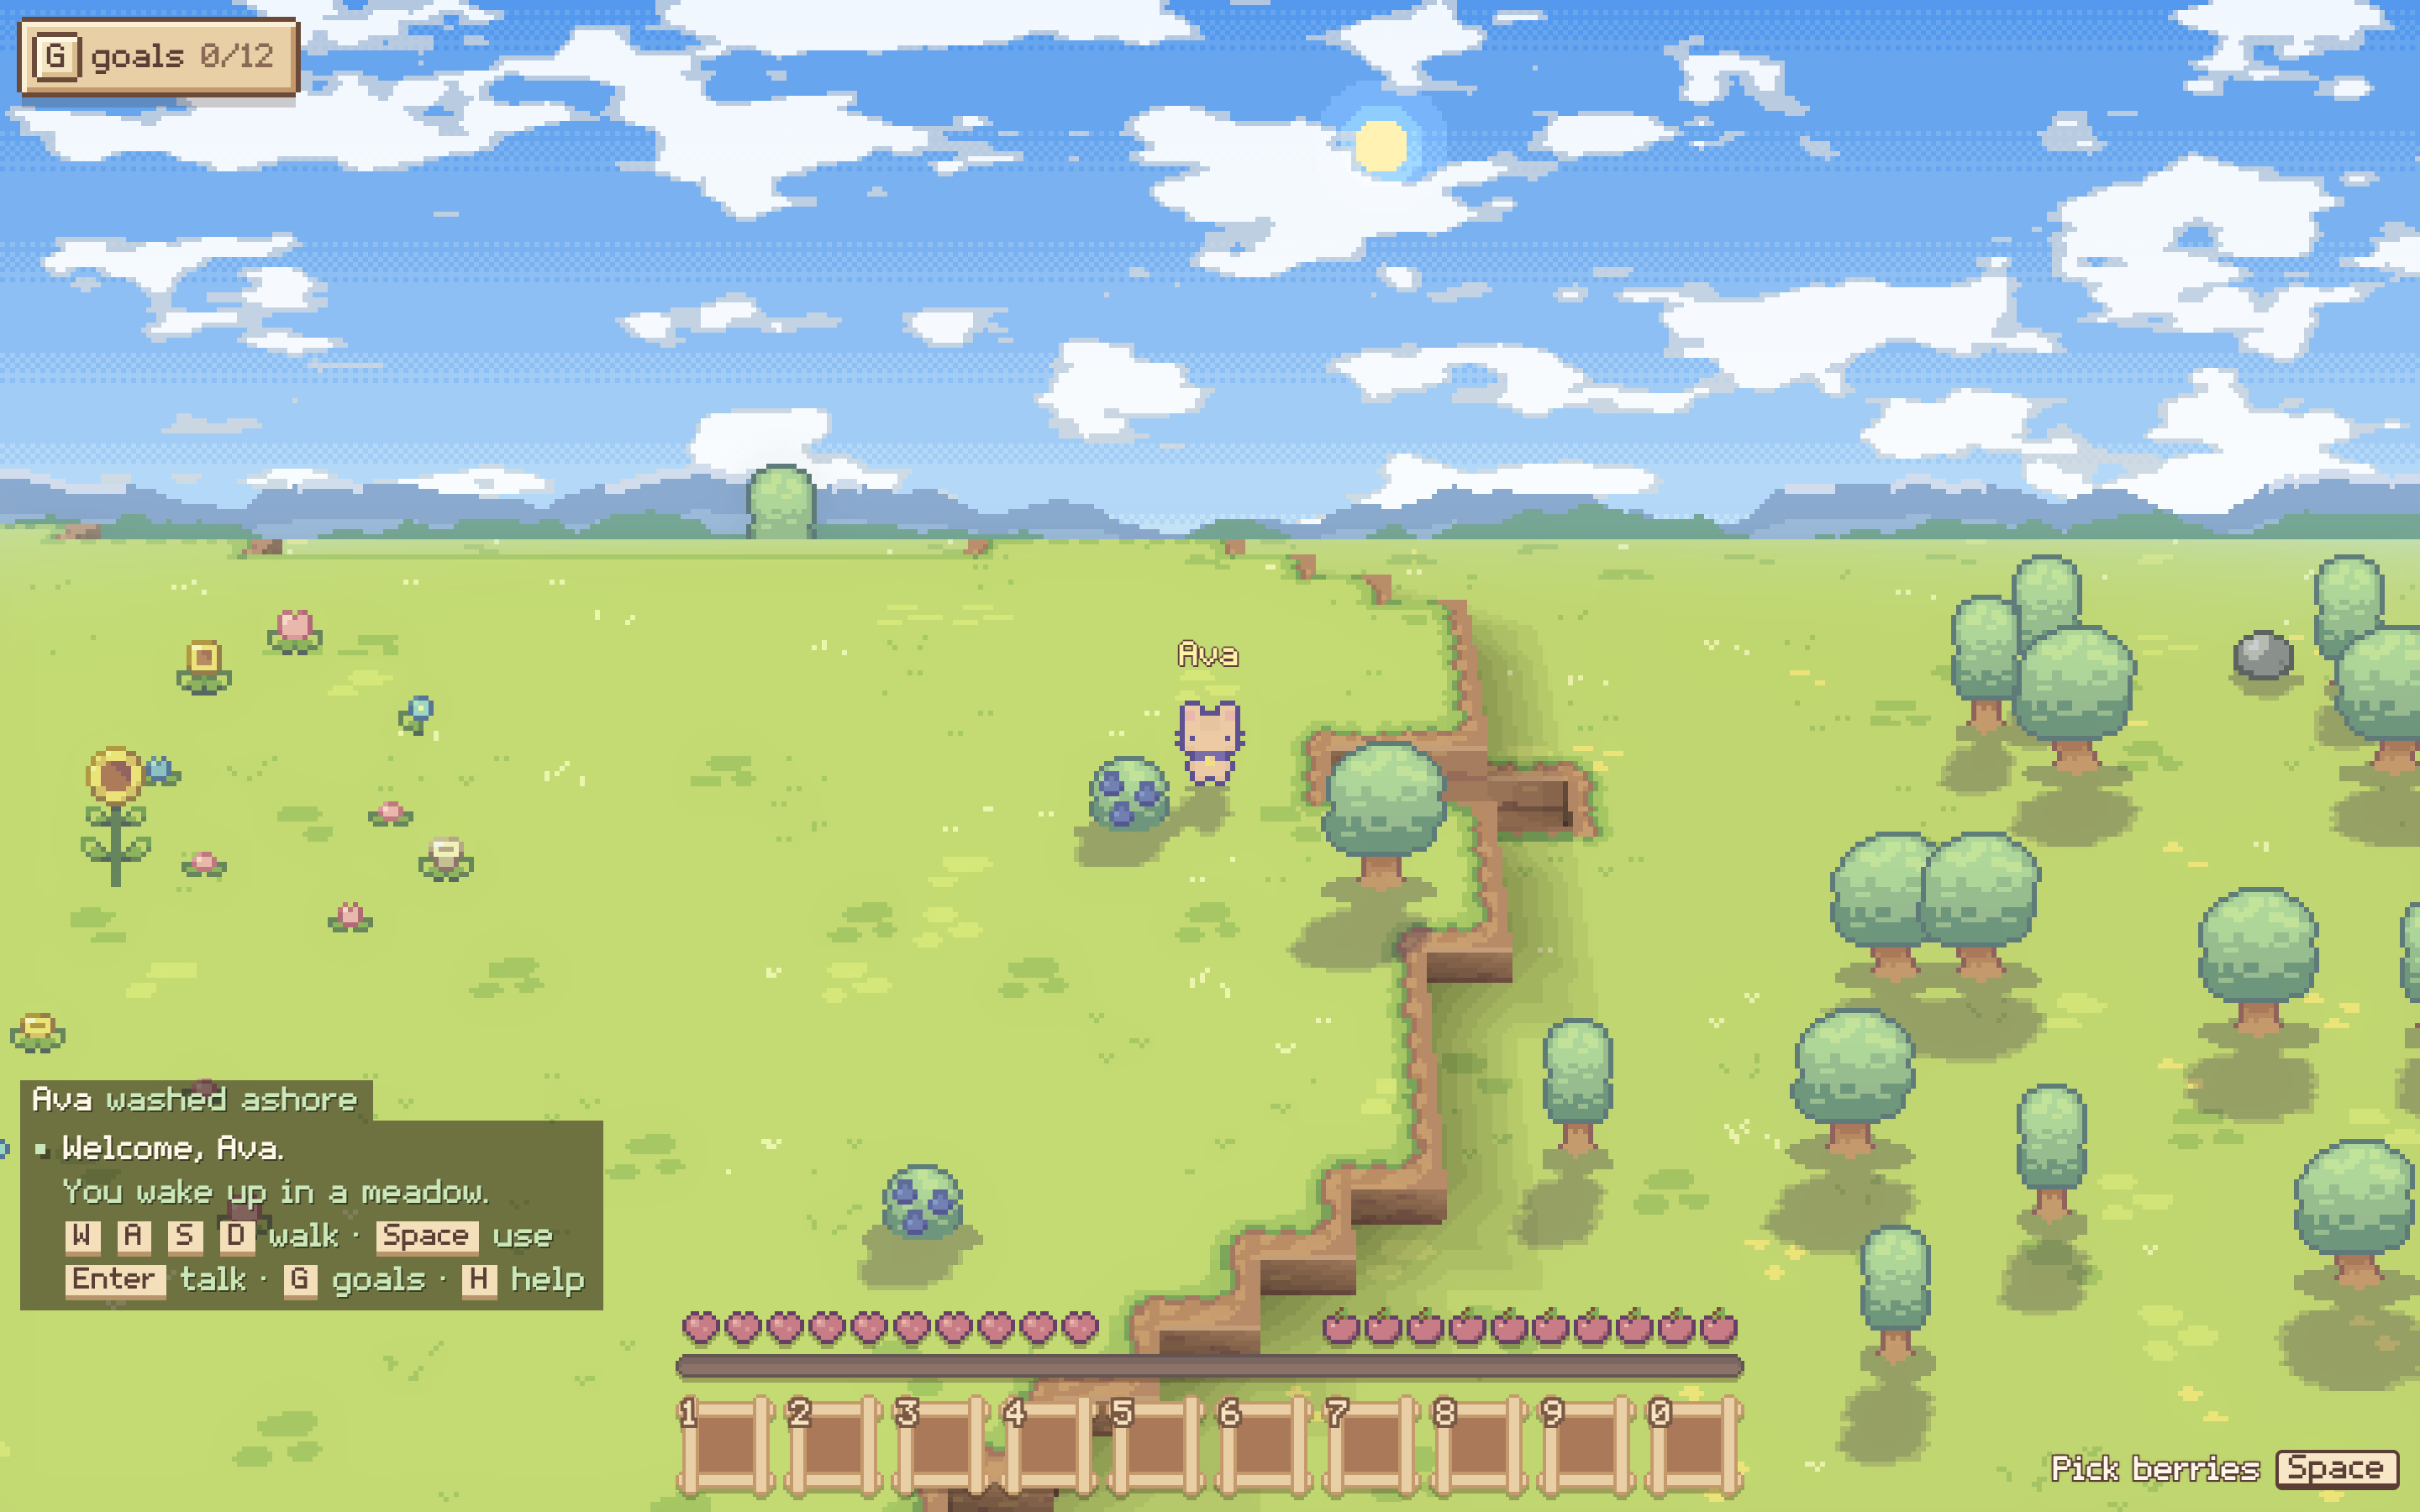 G goals 0/12
Ava
Ava washed ashore
Welcome, Ava.
You wake up in a meadow.
W A S D walk · Space use
Enter talk · G goals · H help
1 2 3 4 5 6 7 8 9 0
Pick berries Space